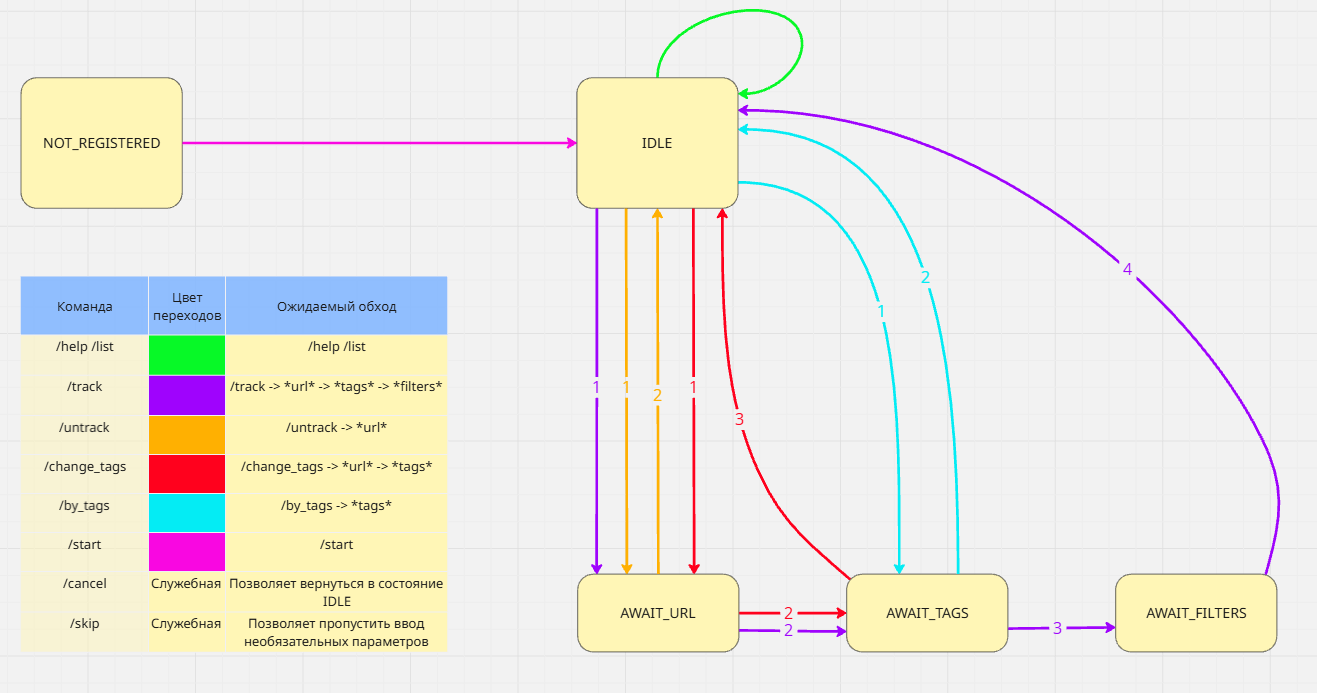 NOT_REGISTERED
IDLE
4
2
1
1
1
2
1
3
Команда
Цвет
переходов
Ожидаемый обход
/help /list
/help /list
/track
/track -> *url* -> *tags* -> *filters*
/untrack
/untrack -> *url*
/change_tags
/change_tags -> *url* -> *tags*
/by_tags
/by_tags -> *tags*
/start
/start
/cancel
Служебная
Позволяет вернуться в состояние
IDLE
/skip
Служебная
Позволяет пропустить ввод
необязательных параметров
AWAIT_URL
2
2
AWAIT_TAGS
3
AWAIT_FILTERS